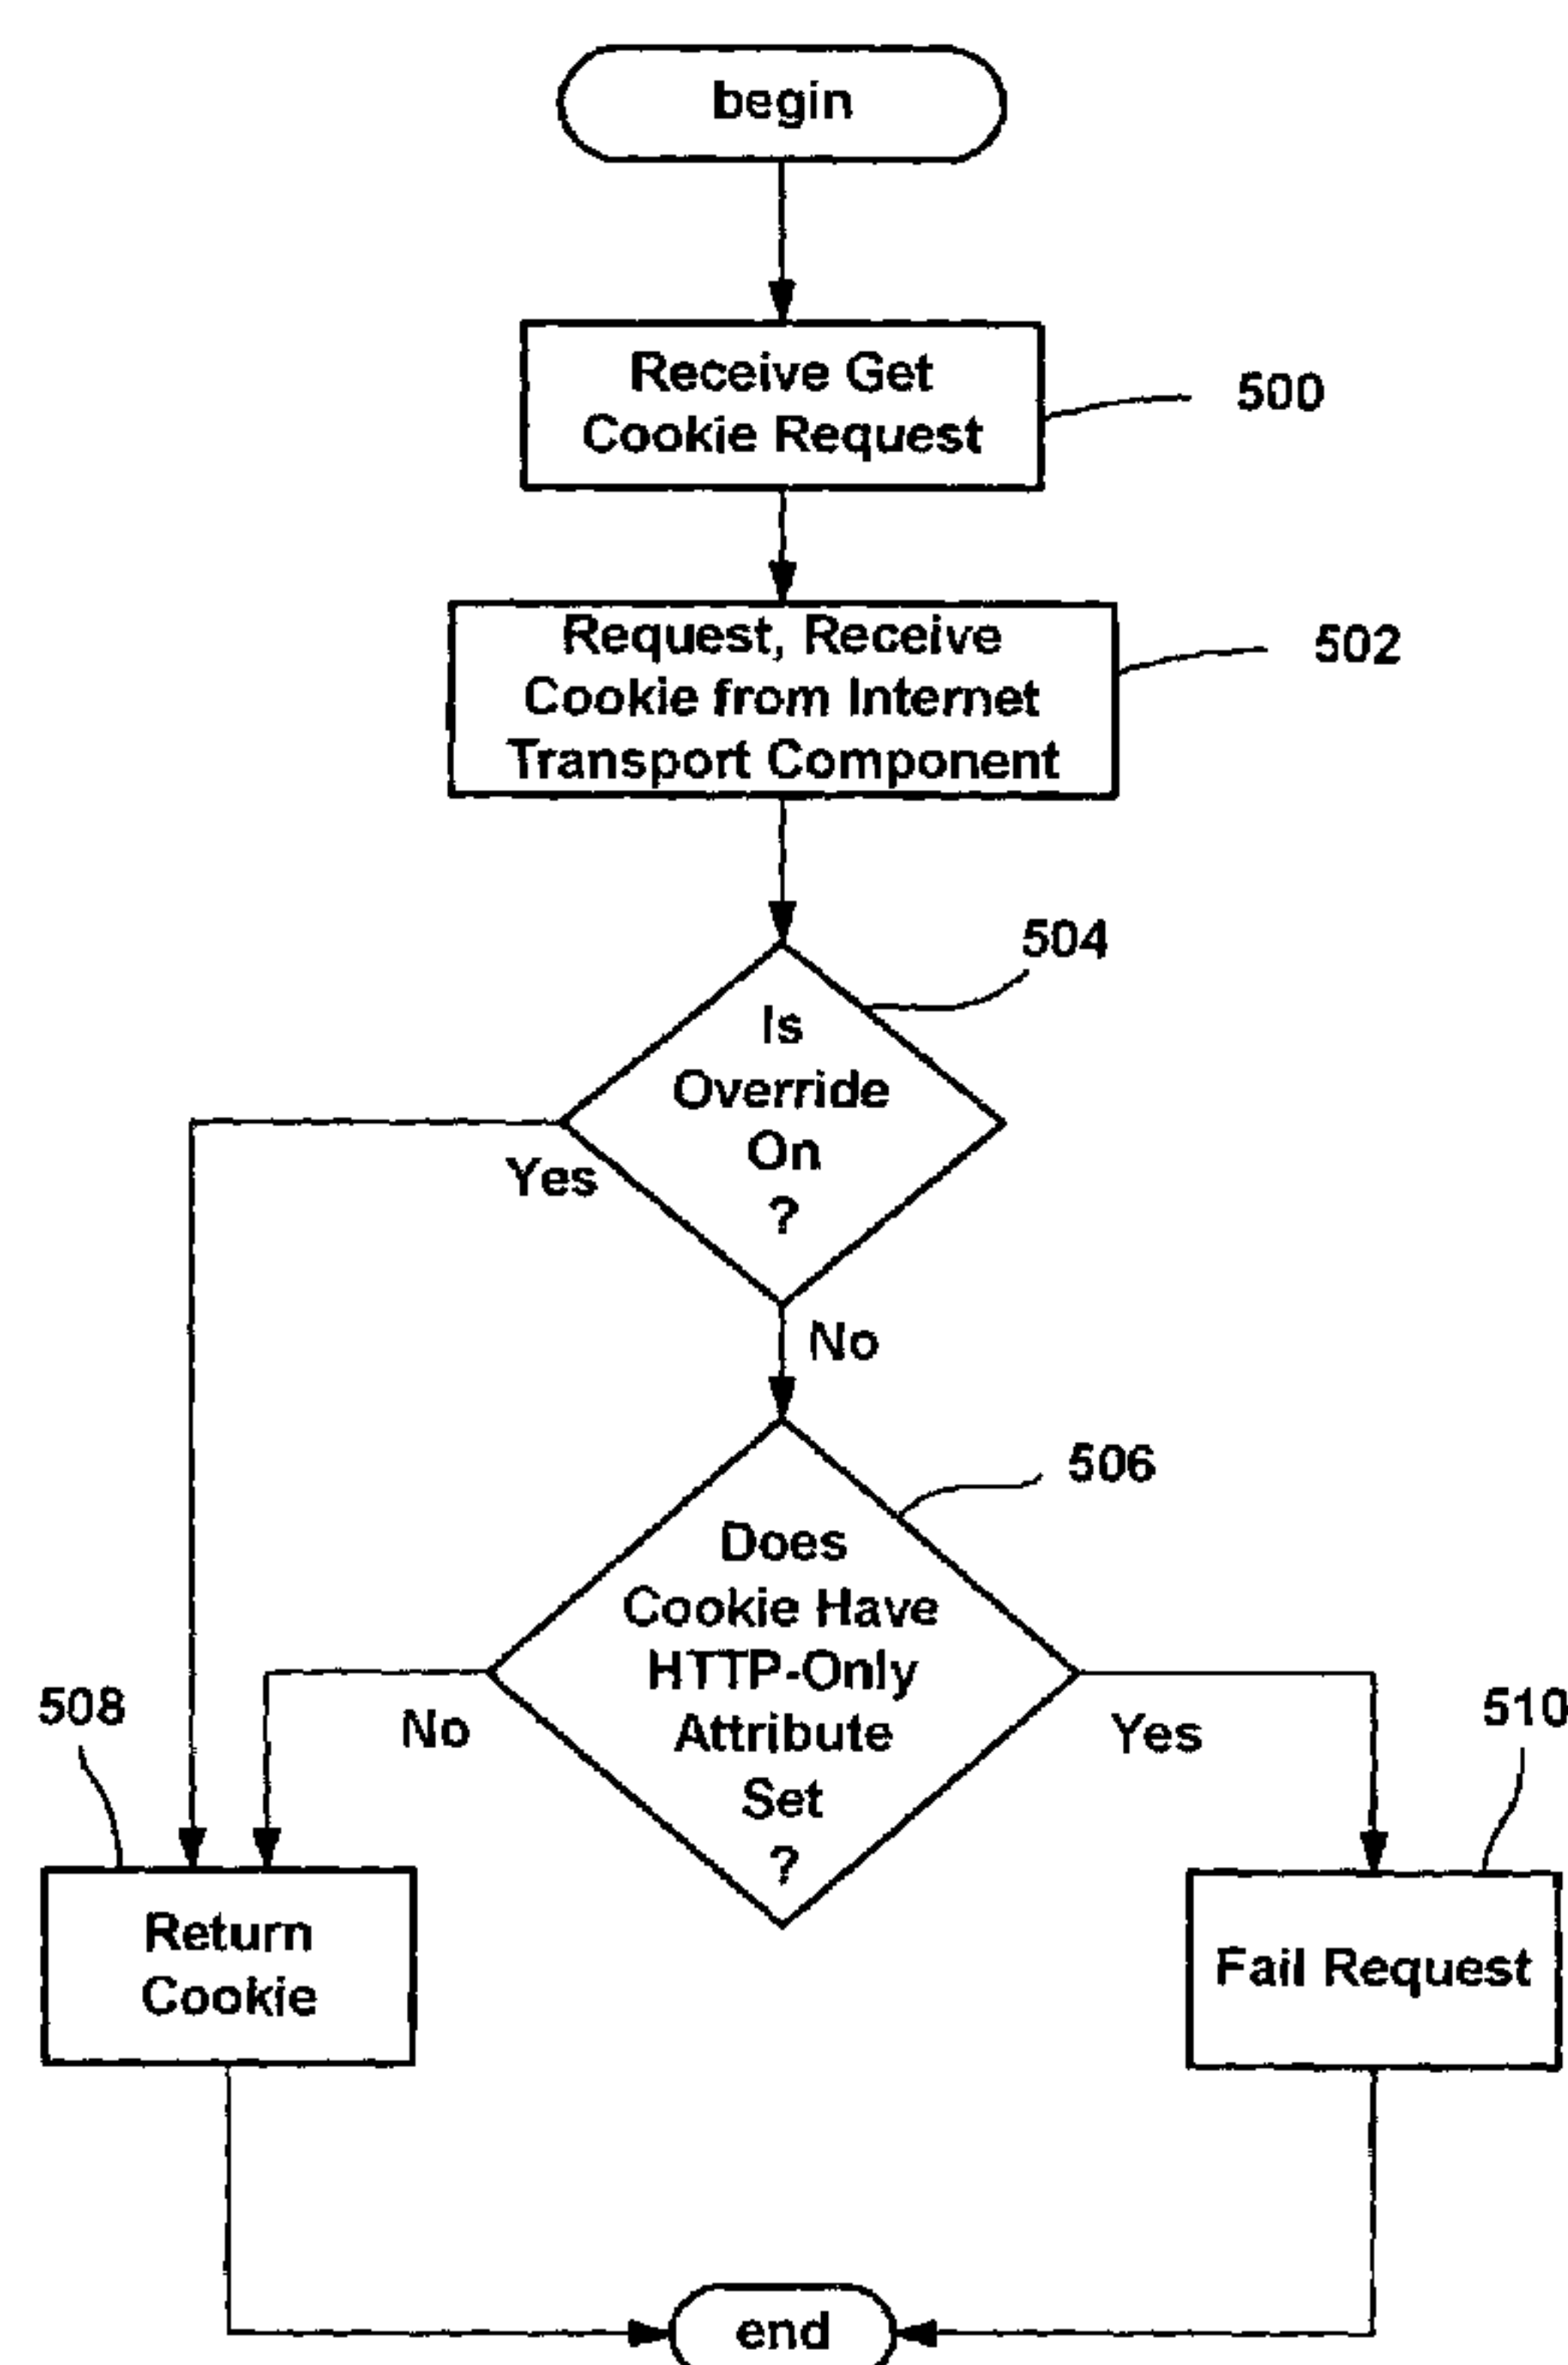 begin
Receive Get
Cookie Request
500
Request, Receive
Cookie from Internet
Transport Component
502
504
Is
Override
On
?
Yes
No
506
Does
Cookie Have
HTTP-Only
Attribute
Set
?
No
Yes
508
510
Return
Cookie
Fail Request
end